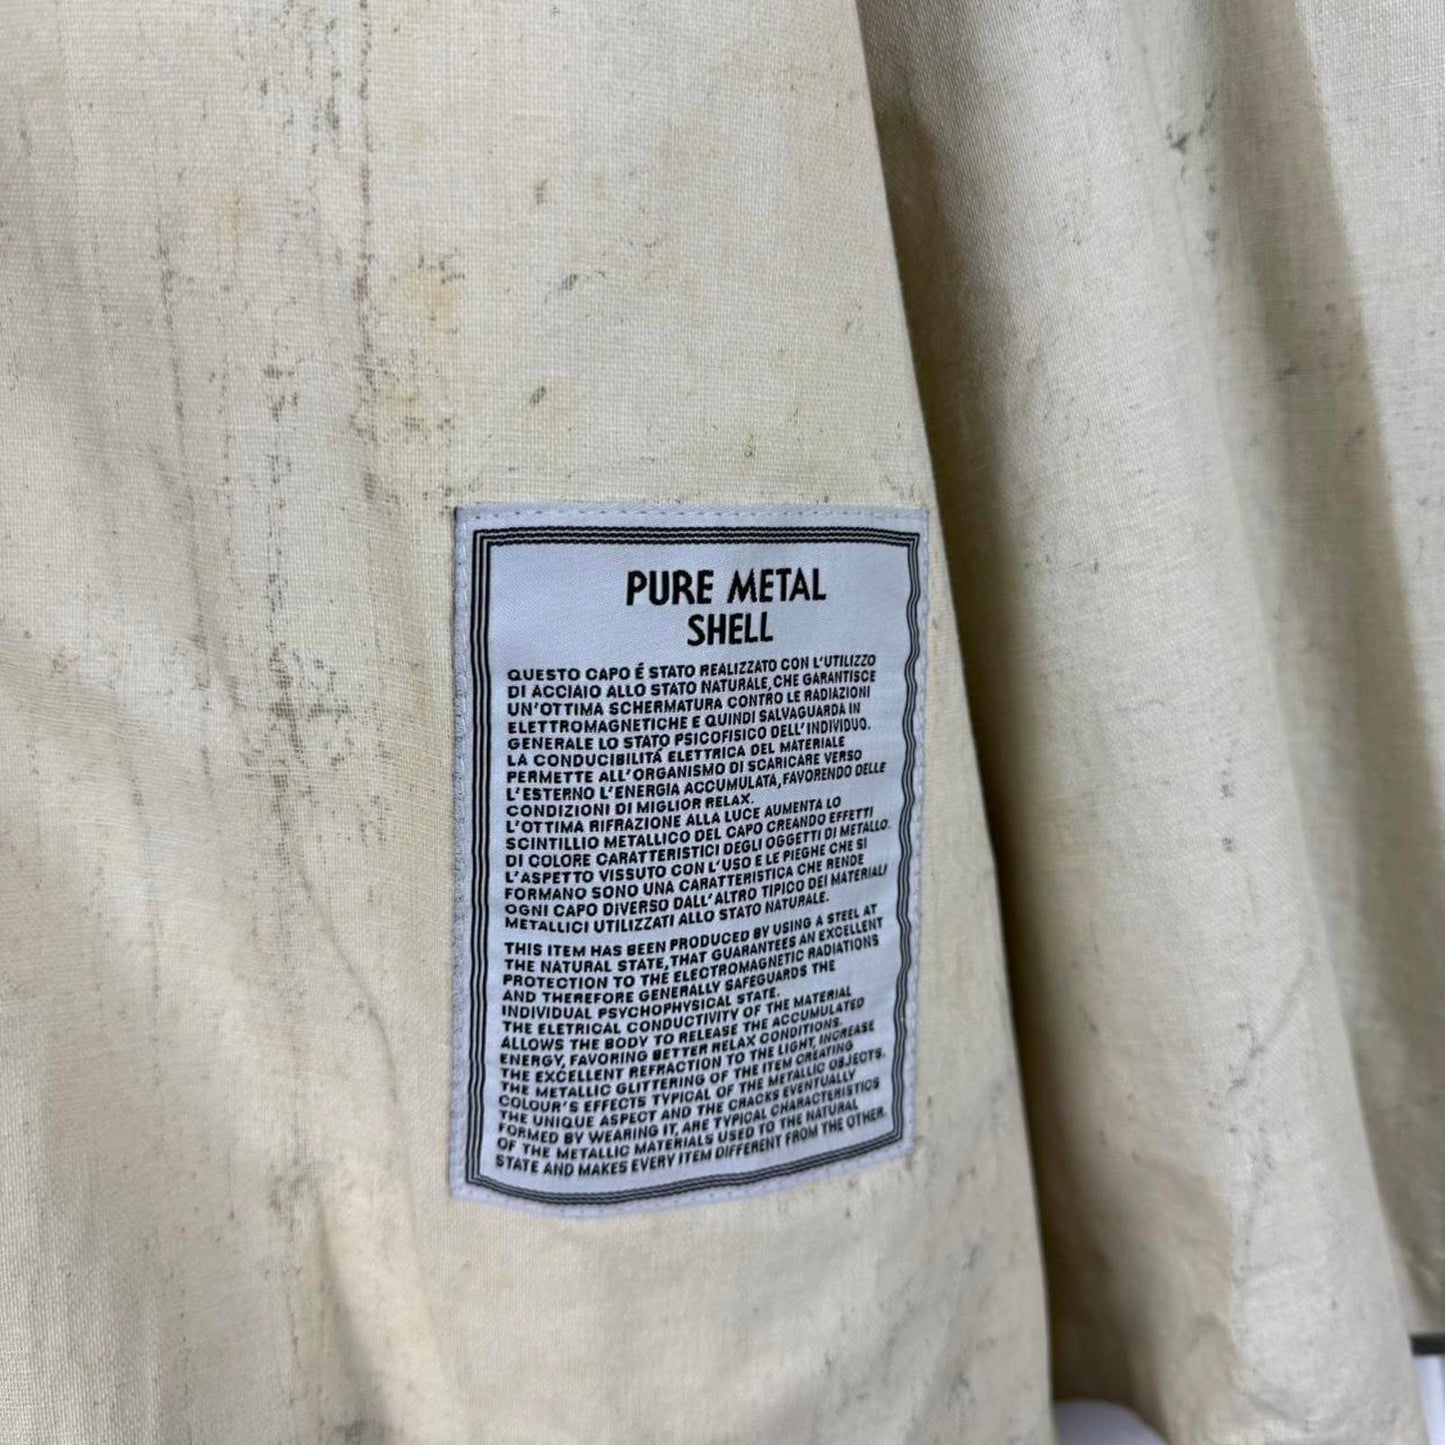 PURE METAL
SHELL
QUESTO CAPO É STATO REALIZZATO CON L'UTILIZZO
DI ACCIAIO ALLO STATO NATURALE, CHE GARANTISCE
UN'OTTIMA SCHERMATURA CONTRO LE RADIAZIONI
ELETTROMAGNETICHE E QUINDI SALVAGUARDA IN
GENERALE LO STATO PSICOFISICO DELL'INDIVIDUO.
LA CONDUCIBILITÁ ELETTRICA DEL MATERIALE
PERMETTE ALL'ORGANISMO DI SCARICARE VERSO
L'ESTERNO L'ENERGIA ACCUMULATA, FAVORENDO DELLE
CONDIZIONI DI MIGLIOR RELAX.
L'OTTIMA RIFRAZIONE ALLA LUCE AUMENTA LO
SCINTILLIO METALLICO DEL CAPO CREANDO EFFETTI
DI COLORE CARATTERISTICI DEGLI OGGETTI DI METALLO.
L'ASPETTO VISSUTO CON L'USO E LE PIEGHE CHE SI
FORMANO SONO UNA CARATTERISTICA CHE RENDE
OGNI CAPO DIVERSO DALL'ALTRO TIPICO DEI MATERIALI
METALLICI UTILIZZATI ALLO STATO NATURALE.
THIS ITEM HAS BEEN PRODUCED BY USING A STEEL AT
THE NATURAL STATE, THAT GUARANTEES AN EXCELLENT
PROTECTION TO THE ELECTROMAGNETIC RADIATIONS
AND THEREFORE GENERALLY SAFEGUARDS THE
INDIVIDUAL PSYCHOPHYSICAL STATE.
THE ELETRICAL CONDUCTIVITY OF THE MATERIAL
ALLOWS THE BODY TO RELEASE THE ACCUMULATED
ENERGY, FAVORING BETTER RELAX CONDITIONS.
THE EXCELLENT REFRACTION TO THE LIGHT, INCREASE
THE METALLIC GLITTERING OF THE ITEM CREATING
COLOUR'S EFFECTS TYPICAL OF THE METALLIC OBJECTS.
THE UNIQUE ASPECT AND THE CRACKS EVENTUALLY
FORMED BY WEARING IT, ARE TYPICAL CHARACTERISTICS
OF THE METALLIC MATERIALS USED TO THE NATURAL
STATE AND MAKES EVERY ITEM DIFFERENT FROM THE OTHER.